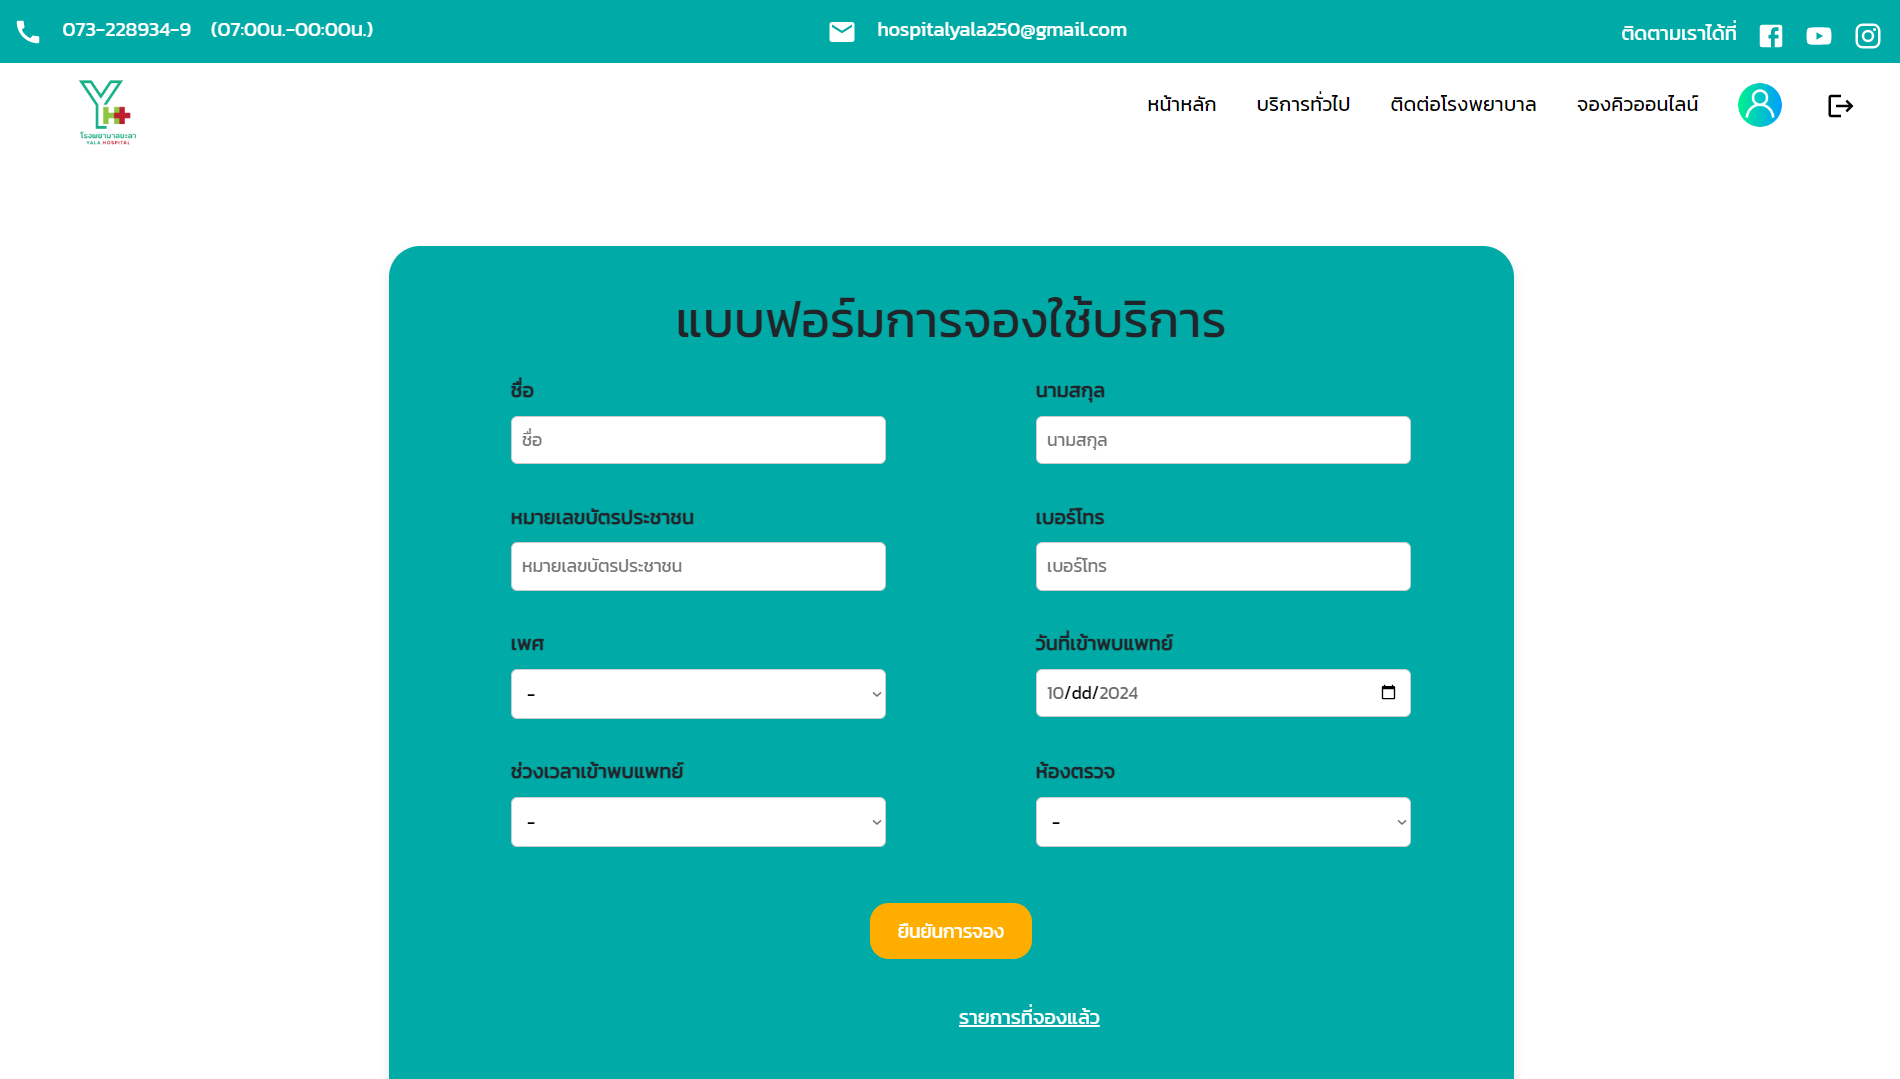 073-228934-9 (07:00น.-00:00น.)
hospitalyala250@gmail.com
ติดตามเราได้ที่
โรงพยาบาลยะลา
YALA HOSPITAL
หน้าหลัก
บริการทั่วไป
ติดต่อโรงพยาบาล
จองคิวออนไลน์
แบบฟอร์มการจองใช้บริการ
ชื่อ
ชื่อ
นามสกุล
นามสกุล
หมายเลขบัตรประชาชน
หมายเลขบัตรประชาชน
เบอร์โทร
เบอร์โทร
เพศ
-
วันที่เข้าพบแพทย์
10/dd/2024
ช่วงเวลาเข้าพบแพทย์
-
ห้องตรวจ
-
ยืนยันการจอง
รายการที่จองแล้ว